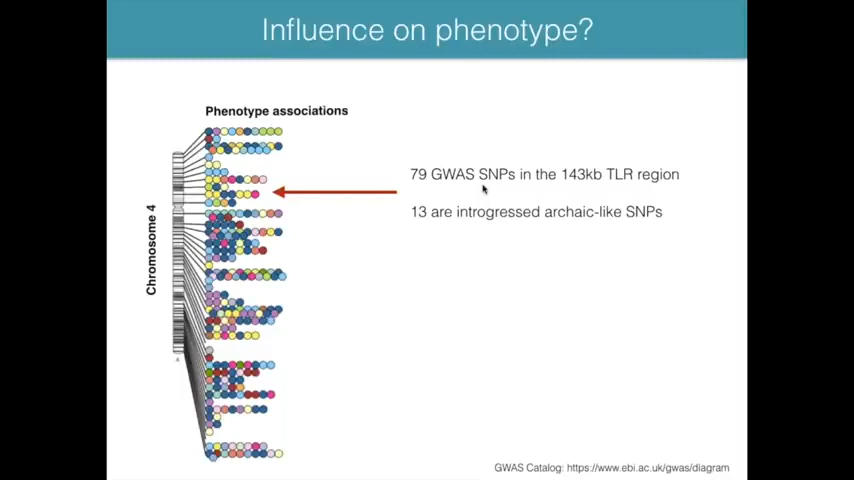 Influence on phenotype?
Phenotype associations
79 GWAS SNPs in the 143kb TLR region
13 are introgressed archaic-like SNPs
Chromosome 4
4
GWAS Catalog: https://www.ebi.ac.uk/gwas/diagram